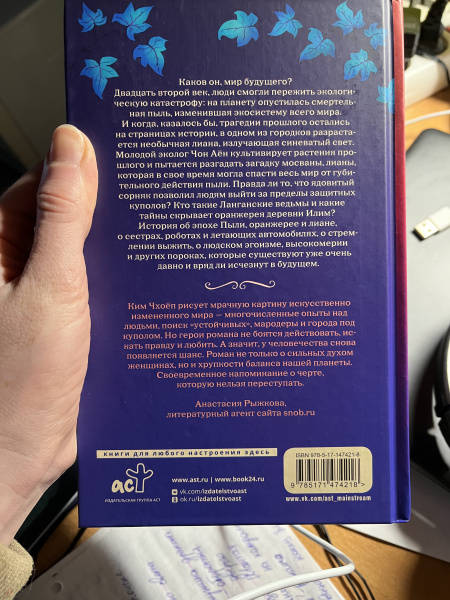 Каков он, мир будущего?
Двадцать второй век, люди смогли пережить экологи-
ческую катастрофу: на планету опустилась смертель-
ная пыль, изменившая экосистему всего мира.
И когда, казалось бы, трагедии прошлого остались
на страницах истории, в одном из городков разраста-
ется необычная лиана, излучающая синеватый свет.
Молодой эколог Чон Аён культивирует растения про-
шлого и пытается разгадать загадку мосваны, лианы,
которая в свое время могла спасти весь мир от губи-
тельного действия пыли. Правда ли то, что ядовитый
сорняк позволил людям выйти за пределы защитных
куполов? Кто такие Ланганские ведьмы и какие
тайны скрывает оранжерея деревни Илим?
История об эпохе Пыли, оранжерее и лиане,
о сестрах, роботах и летающих автомобилях, о стрем-
лении выжить, о людском эгоизме, высокомерии
и других пороках, которые существуют уже очень
давно и вряд ли исчезнут в будущем.
Ким Чхоёп рисует мрачную картину искусственно
измененного мира — многочисленные опыты над
людьми, поиск "устойчивых", мародеры и города под
куполом. Но герои романа не боятся действовать, ис-
кать правду и любить. А значит, у человечества снова
появляется шанс. Роман не только о сильных духом
женщинах, но и хрупкости баланса нашей планеты.
Своевременное напоминание о черте,
которую нельзя переступать.
Анастасия Рыжкова,
литературный агент сайта snob.ru
книги для любого настроения здесь
аст
ИЗДАТЕЛЬСКАЯ ГРУППА АСТ
www.ast.ru | www.book24.ru
vk.com/izdatelstvoast
ok.ru/izdatelstvoast
ISBN 978-5-17-147421-8
9 785171 474218
www.vk.com/ast_mainstream